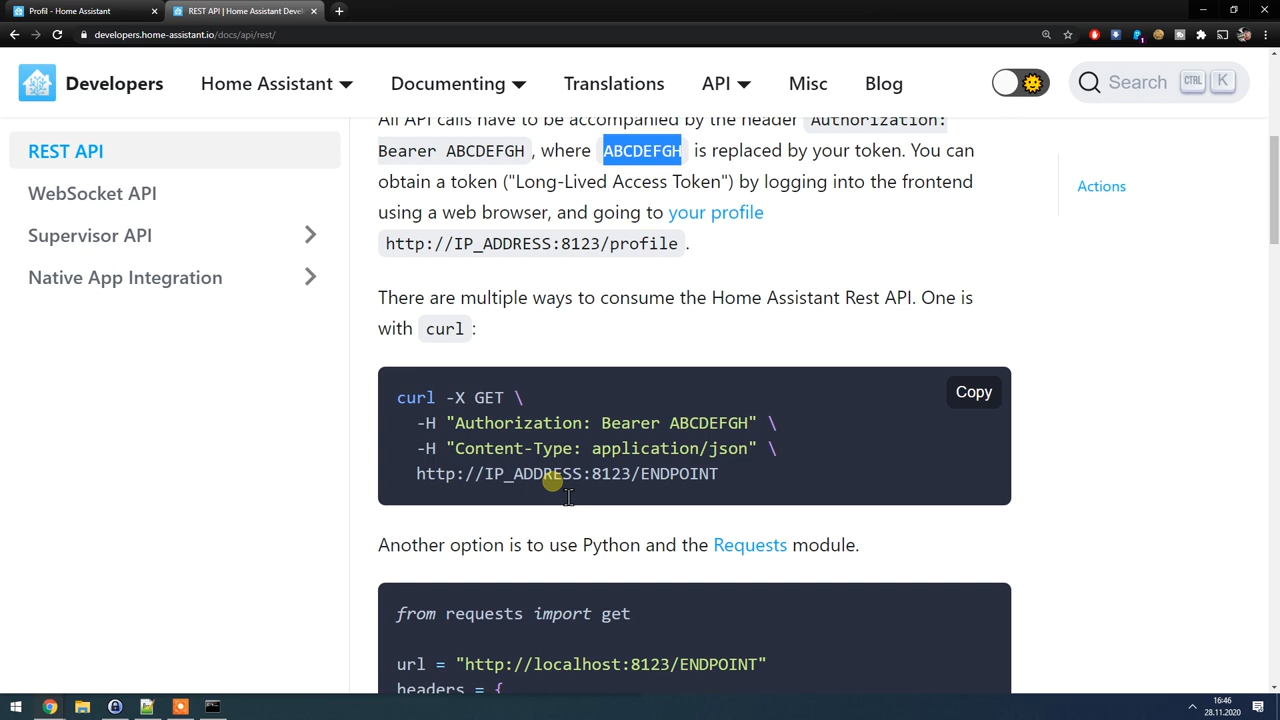 Profil - Home Assistant
REST API | Home Assistant Devel
developers.home-assistant.io/docs/api/rest/
Developers
Home Assistant
Documenting
Translations
API
Misc
Blog
Search
CTRL
K
REST API
WebSocket API
Supervisor API
Native App Integration
All API calls have to be accompanied by the header Authorization:
Bearer ABCDEFGH, where ABCDEFGH is replaced by your token. You can
obtain a token ("Long-Lived Access Token") by logging into the frontend
using a web browser, and going to your profile
http://IP_ADDRESS:8123/profile.
There are multiple ways to consume the Home Assistant Rest API. One is
with curl:
Copy
curl -X GET \
-H "Authorization: Bearer ABCDEFGH" \
-H "Content-Type: application/json" \
http://IP_ADDRESS:8123/ENDPOINT
Another option is to use Python and the Requests module.
from requests import get
url = "http://localhost:8123/ENDPOINT"
headers = {
Actions
16:46
28.11.2020